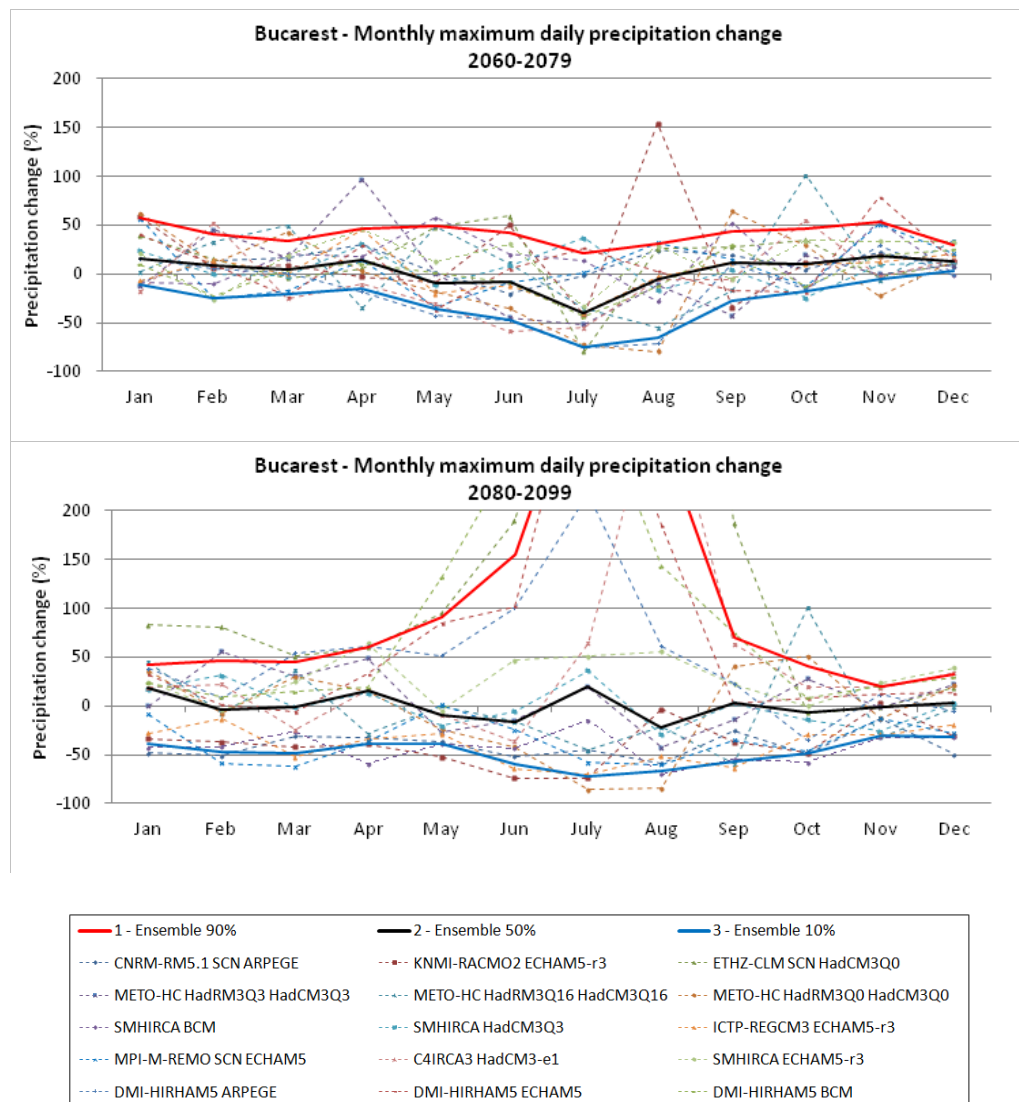 Bucarest - Monthly maximum daily precipitation change
2060-2079
Precipitation change (%)
200
150
100
50
0
-50
-100
Jan Feb Mar Apr May Jun July Aug Sep Oct Nov Dec
Bucarest - Monthly maximum daily precipitation change
2080-2099
Precipitation change (%)
200
150
100
50
0
-50
-100
Jan Feb Mar Apr May Jun July Aug Sep Oct Nov Dec
1 - Ensemble 90% 2 - Ensemble 50% 3 - Ensemble 10%
CNRM-RM5.1 SCN ARPEGE KNMI-RACMO2 ECHAM5-r3 ETHZ-CLM SCN HadCM3Q0
METO-HC HadRM3Q3 HadCM3Q3 METO-HC HadRM3Q16 HadCM3Q16 METO-HC HadRM3Q0 HadCM3Q0
SMHIRCA BCM SMHIRCA HadCM3Q3 ICTP-REGCM3 ECHAM5-r3
MPI-M-REMO SCN ECHAM5 C4IRCA3 HadCM3-e1 SMHIRCA ECHAM5-r3
DMI-HIRHAM5 ARPEGE DMI-HIRHAM5 ECHAM5 DMI-HIRHAM5 BCM